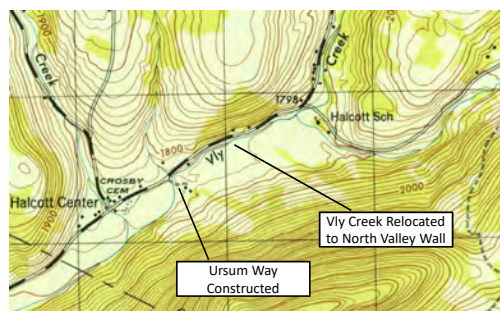 1900
2000
Creek
Creek
1798
Halcott Sch
1800
Vly
CROSBY
CEM
2000
Halcott Center
1900
Vly Creek Relocated
to North Valley Wall
Ursum Way
Constructed